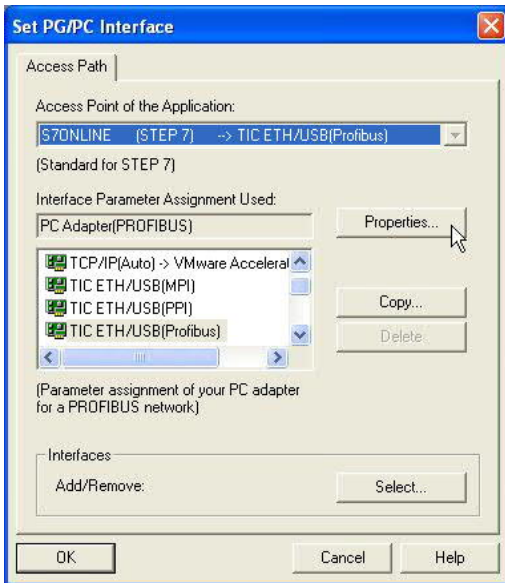 Set PG/PC Interface
Access Path
Access Point of the Application:
S7ONLINE (STEP 7) --> TIC ETH/USB(Profibus)
(Standard for STEP 7)
Interface Parameter Assignment Used:
PC Adapter(PROFIBUS)
Properties...
TCP/IP(Auto) -> VMware Accelerat
TIC ETH/USB(MPI)
TIC ETH/USB(PPI)
TIC ETH/USB(Profibus)
Copy...
Delete
(Parameter assignment of your PC adapter
for a PROFIBUS network)
Interfaces
Add/Remove:
Select...
OK
Cancel
Help